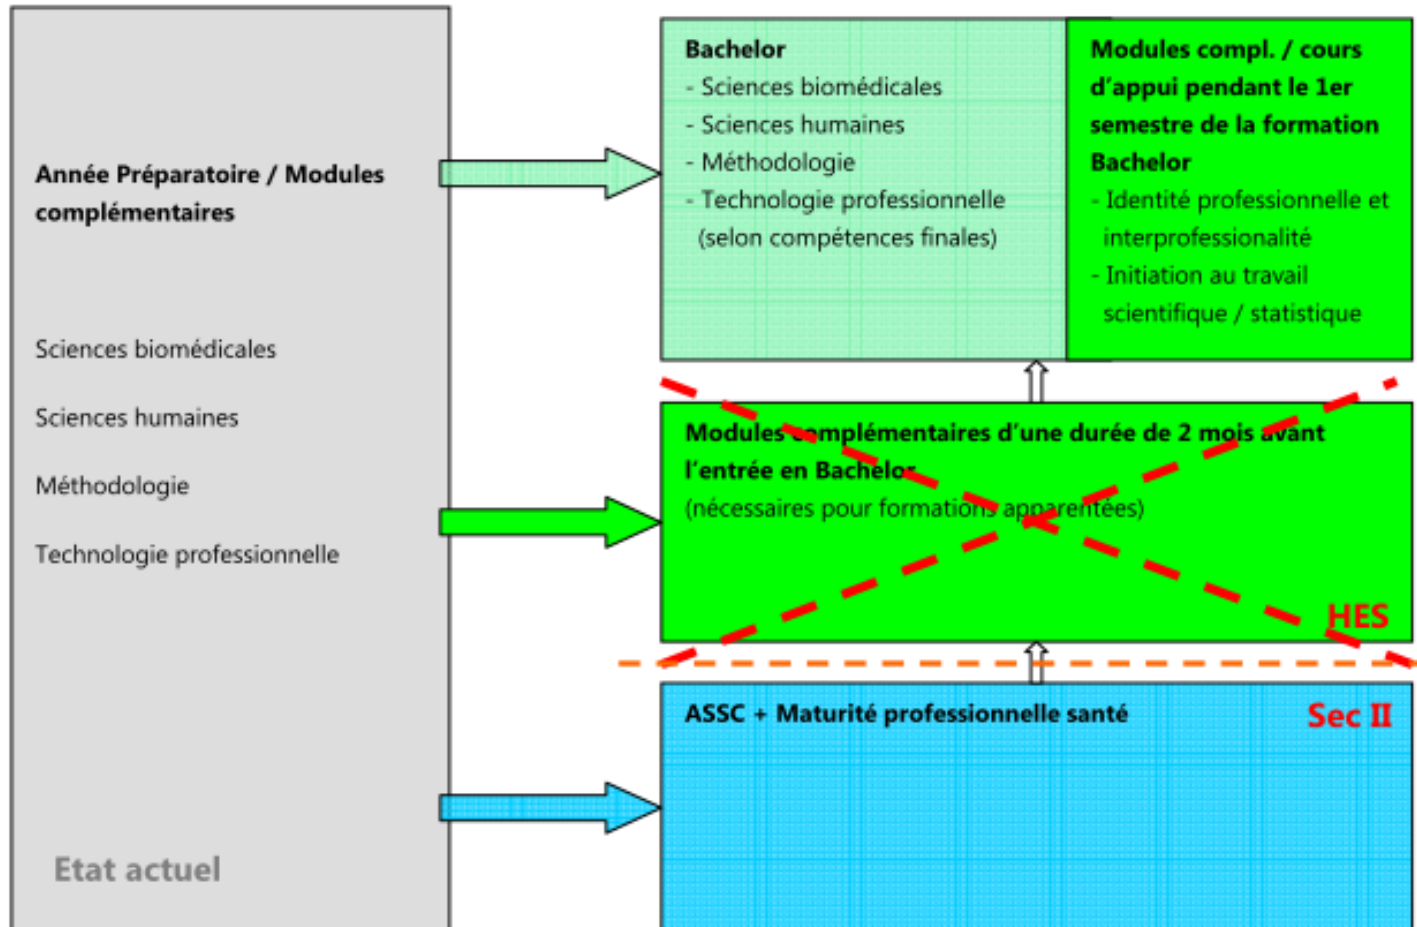 Année Préparatoire / Modules
complémentaires
Sciences biomédicales
Sciences humaines
Méthodologie
Technologie professionnelle
Etat actuel
Bachelor
- Sciences biomédicales
- Sciences humaines
- Méthodologie
- Technologie professionnelle
(selon compétences finales)
Modules compl. / cours
d'appui pendant le 1er
semestre de la formation
Bachelor
- Identité professionnelle et
interprofessionalité
- Initiation au travail
scientifique / statistique
Modules complémentaires d'une durée de 2 mois avant
l'entrée en Bachelor
(nécessaires pour formations apparentées)
HES
ASSC + Maturité professionnelle santé
Sec II